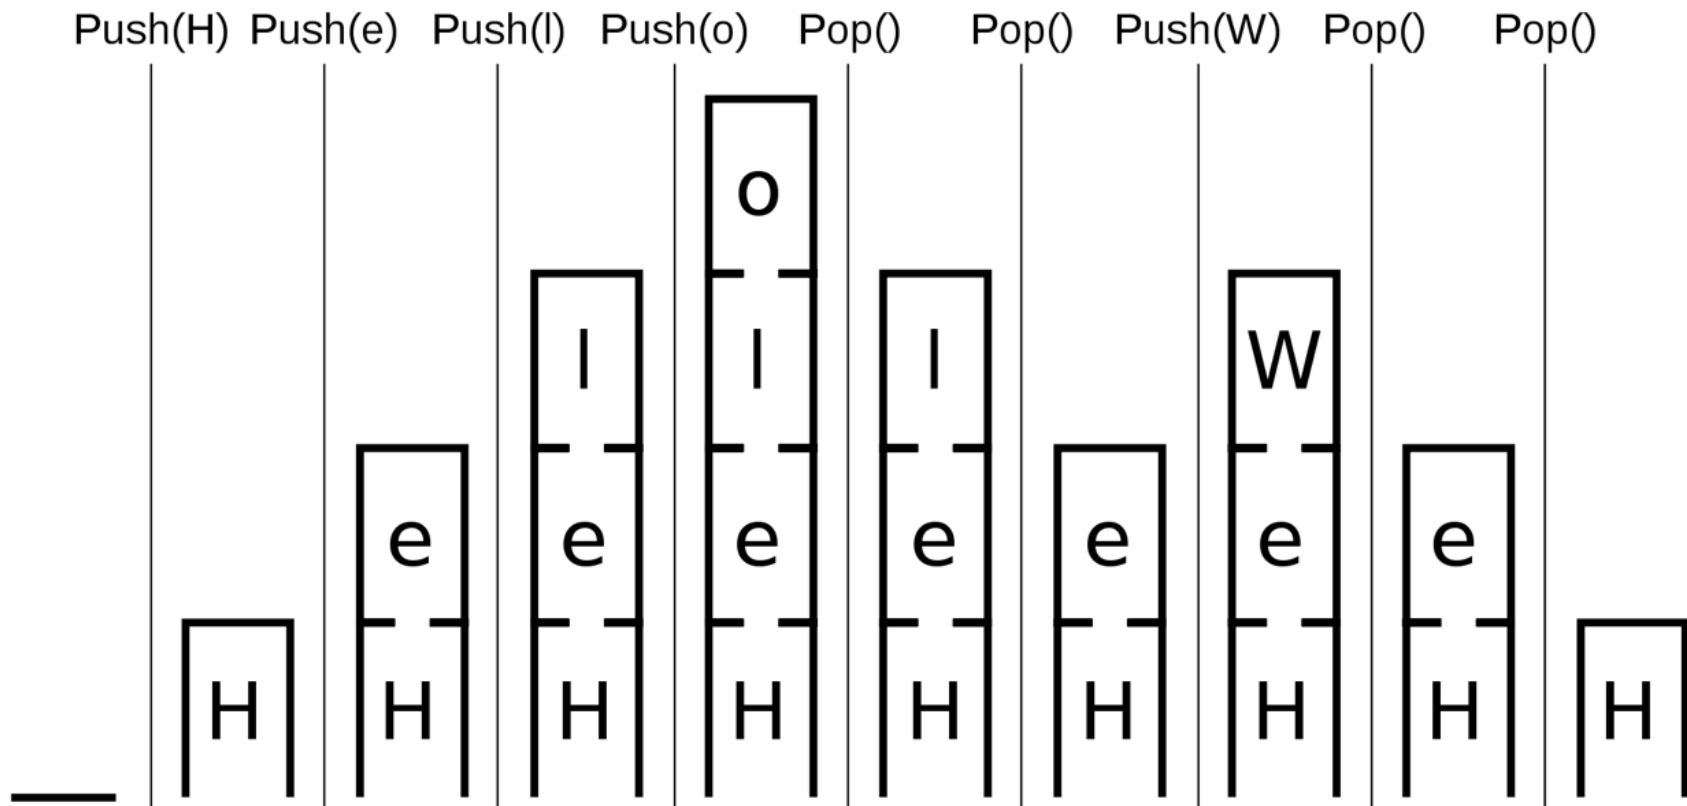 Push(H) Push(e) Push(l) Push(o) Pop() Pop() Push(W) Pop() Pop()
o
l l l W
e e e e e e e
H H H H H H H H H